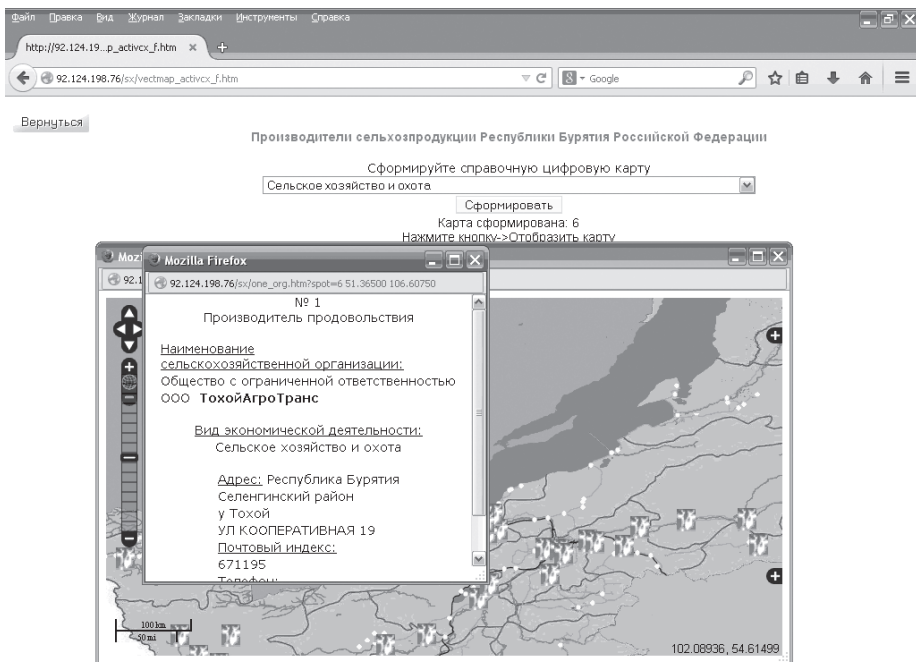 Файл Правка Вид Журнал Закладки Инструменты Справка
http://92.124.19...p_activcx_f.htm × +
92.124.198.76/sx/vectmap_activcx_f.htm
Google
Вернуться
Производители сельхозпродукции Республики Бурятия Российской Федерации
Сформируйте справочную цифровую карту
Сельское хозяйство и охота
Сформировать
Карта сформирована: 6
Нажмите кнопку->Отобразить карту
Moz
92.1
Mozilla Firefox
92.124.198.76/sx/one_org.htm?spot=6 51.36500 106.60750
№ 1
Производитель продовольствия
Наименование
сельскохозяйственной организации:
Общество с ограниченной ответственностью
ООО ТохойАгроТранс
Вид экономической деятельности:
Сельское хозяйство и охота
Адрес: Республика Бурятия
Селенгинский район
у Тохой
УЛ КООПЕРАТИВНАЯ 19
Почтовый индекс:
671195
Телефон:
100 km
50 mi
102.08936, 54.61499